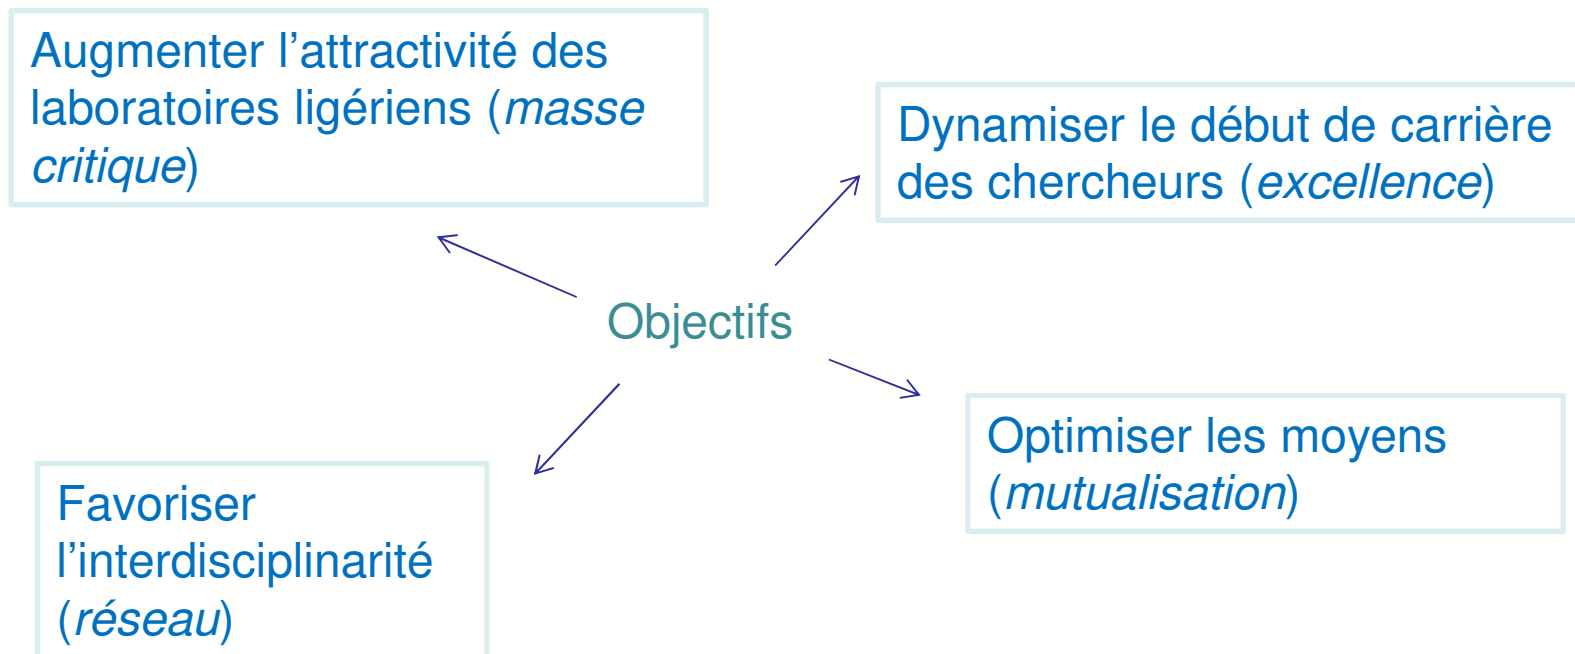 Augmenter l’attractivité des
laboratoires ligériens (masse
critique)
Dynamiser le début de carrière
des chercheurs (excellence)
Objectifs
Optimiser les moyens
(mutualisation)
Favoriser
l’interdisciplinarité
(réseau)